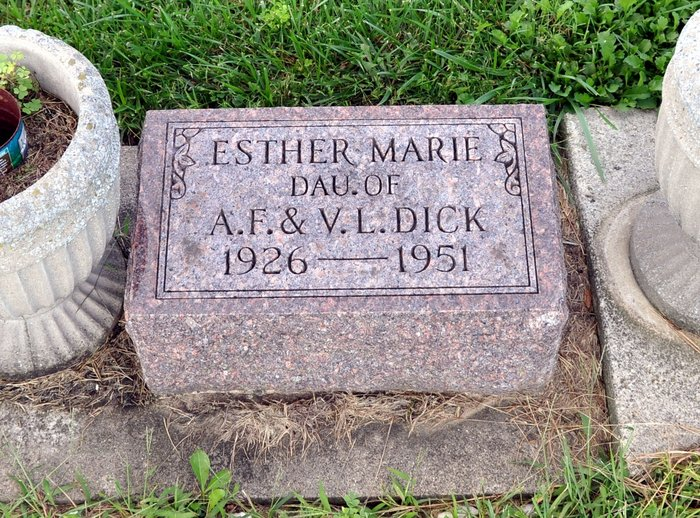 ESTHER MARIE
DAU. OF
A. F. & V. L. DICK
1926 — 1951